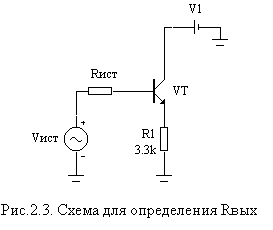 V1
Rист
VT
+
Vист
-
R1
3.3k
Рис.2.3. Схема для определения Rвых